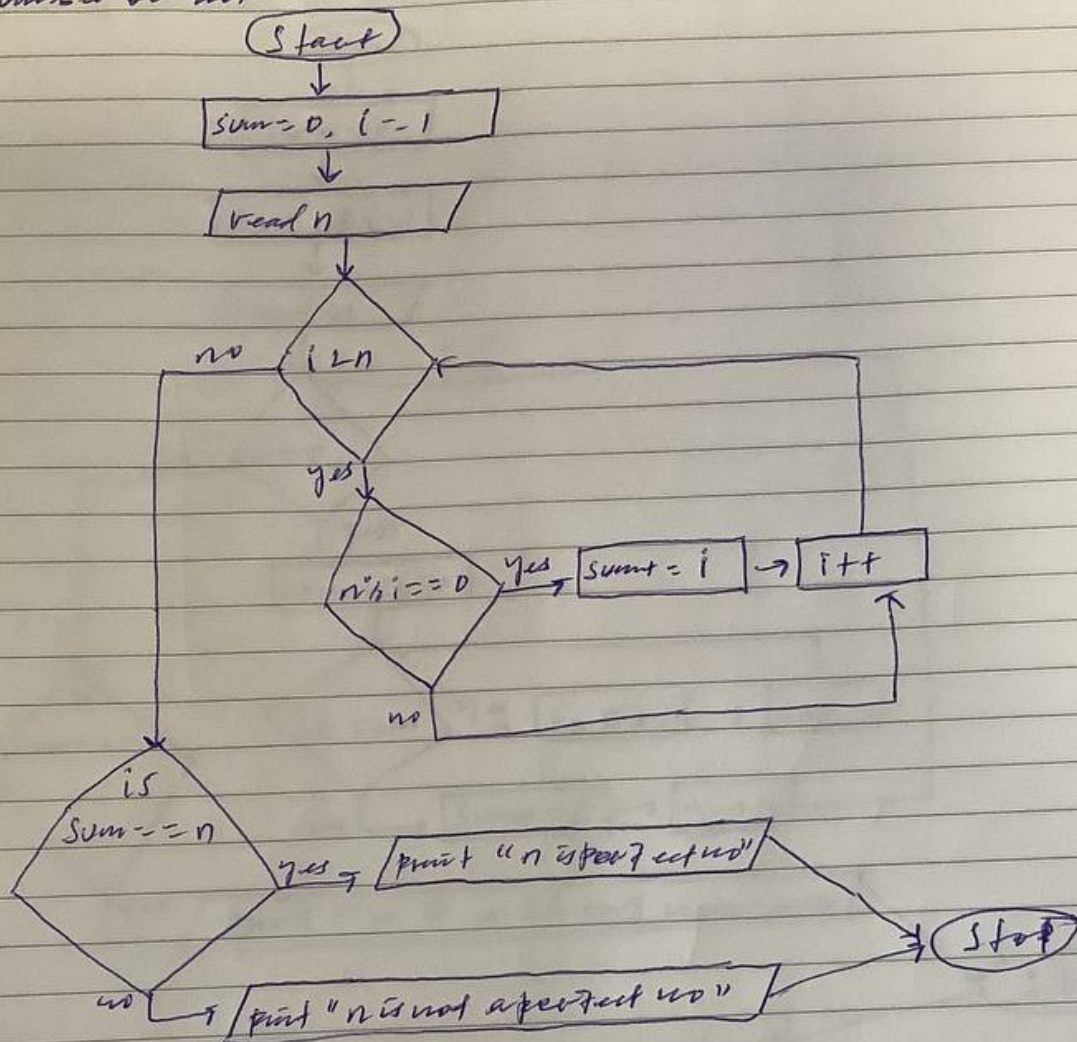 Start
sum = 0, i = 1
read n
i < n
no
yes
n % i == 0
yes
sum + = i
i++
no
is
sum == n
yes
print "n is perfect no"
Stop
no
print "n is not a perfect no"